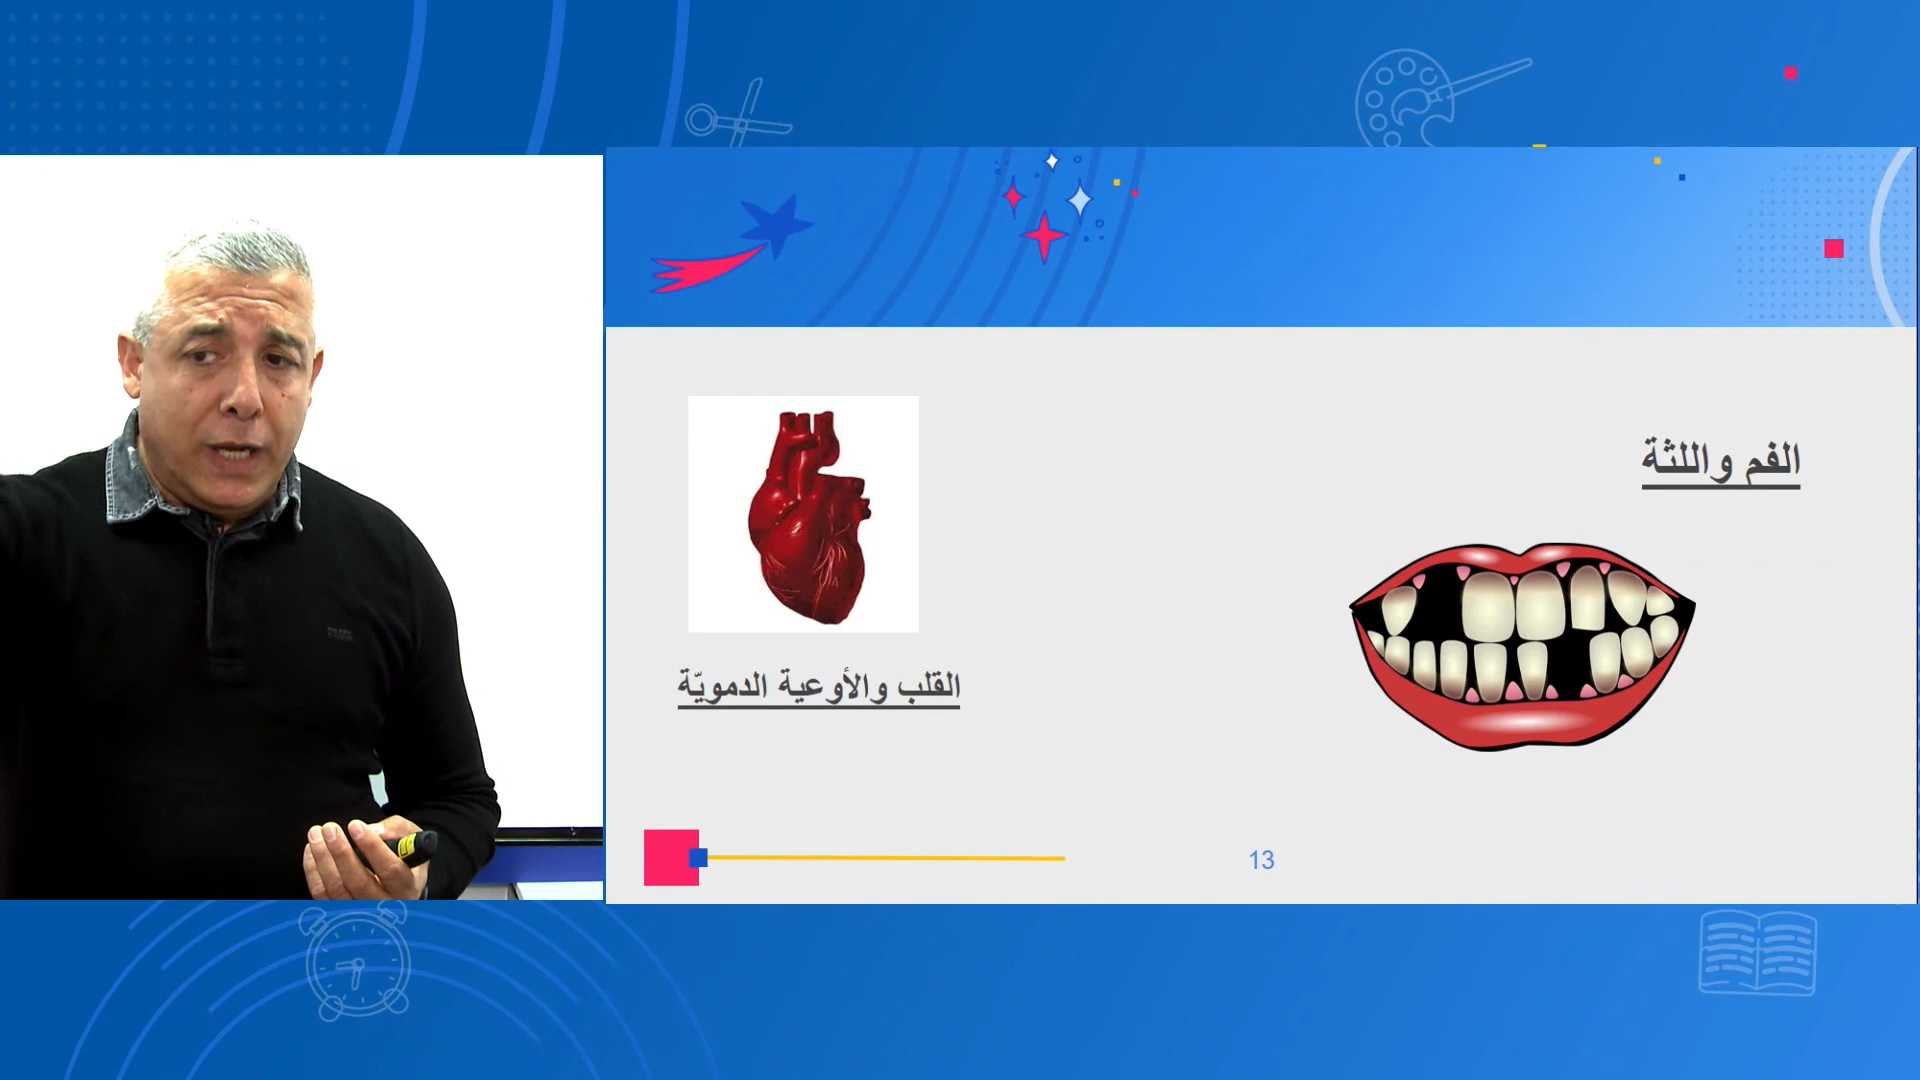 الفم واللثة
القلب والأوعية الدمويّة
13